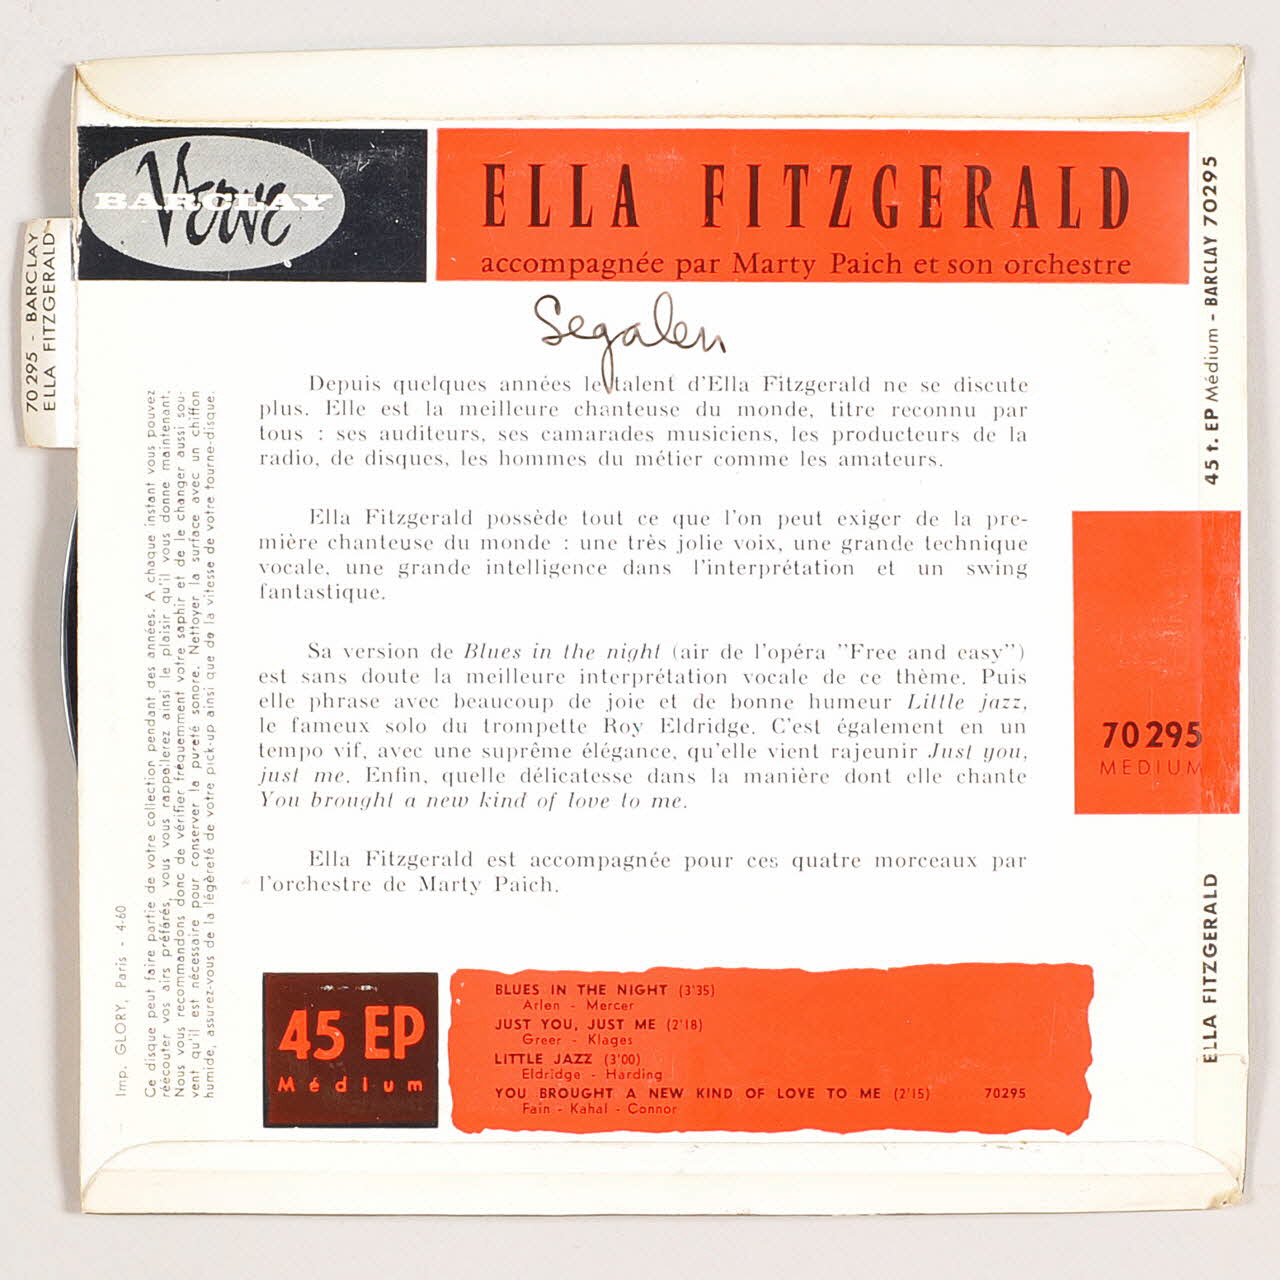 Verve
BARCLAY
ELLA FITZGERALD
accompagnée par Marty Paich et son orchestre
Segalen
Depuis quelques années le talent d'Ella Fitzgerald ne se discute
plus. Elle est la meilleure chanteuse du monde, titre reconnu par
tous : ses auditeurs, ses camarades musiciens, les producteurs de la
radio, de disques, les hommes du métier comme les amateurs.
Ella Fitzgerald possède tout ce que l'on peut exiger de la pre-
mière chanteuse du monde : une très jolie voix, une grande technique
vocale, une grande intelligence dans l'interprétation et un swing
fantastique.
Sa version de Blues in the night (air de l'opéra "Free and easy")
est sans doute la meilleure interprétation vocale de ce thème. Puis
elle phrase avec beaucoup de joie et de bonne humeur Little jazz,
le fameux solo du trompette Roy Eldridge. C'est également en un
tempo vif, avec une suprême élégance, qu'elle vient rajeunir Just you,
just me. Enfin, quelle délicatesse dans la manière dont elle chante
You brought a new kind of love to me.
Ella Fitzgerald est accompagnée pour ces quatre morceaux par
l'orchestre de Marty Paich.
45 EP
Médium
BLUES IN THE NIGHT (3'35)
Arlen - Mercer
JUST YOU, JUST ME (2'18)
Greer - Klages
LITTLE JAZZ (3'00)
Eldridge - Harding
YOU BROUGHT A NEW KIND OF LOVE TO ME (2'15) 70295
Fain - Kahal - Connor
70295 - BARCLAY
ELLA FITZGERALD
Imp. GLORY, Paris - 4-60
Ce disque peut faire partie de votre collection pendant des années. A chaque instant vous pouvez
réécouter vos airs préférés, vous vous rappellerez ainsi le plaisir qu'il vous donne maintenant.
Nous vous recommandons donc de vérifier fréquemment votre saphir et de le changer aussi sou-
vent qu'il est nécessaire pour conserver la pureté sonore. Nettoyer la surface avec un chiffon
humide, assurez-vous de la légèreté de votre pick-up ainsi que de la vitesse de votre tourne-disque.
45 t. EP Médium - BARCLAY 70295
70295
MEDIUM
ELLA FITZGERALD